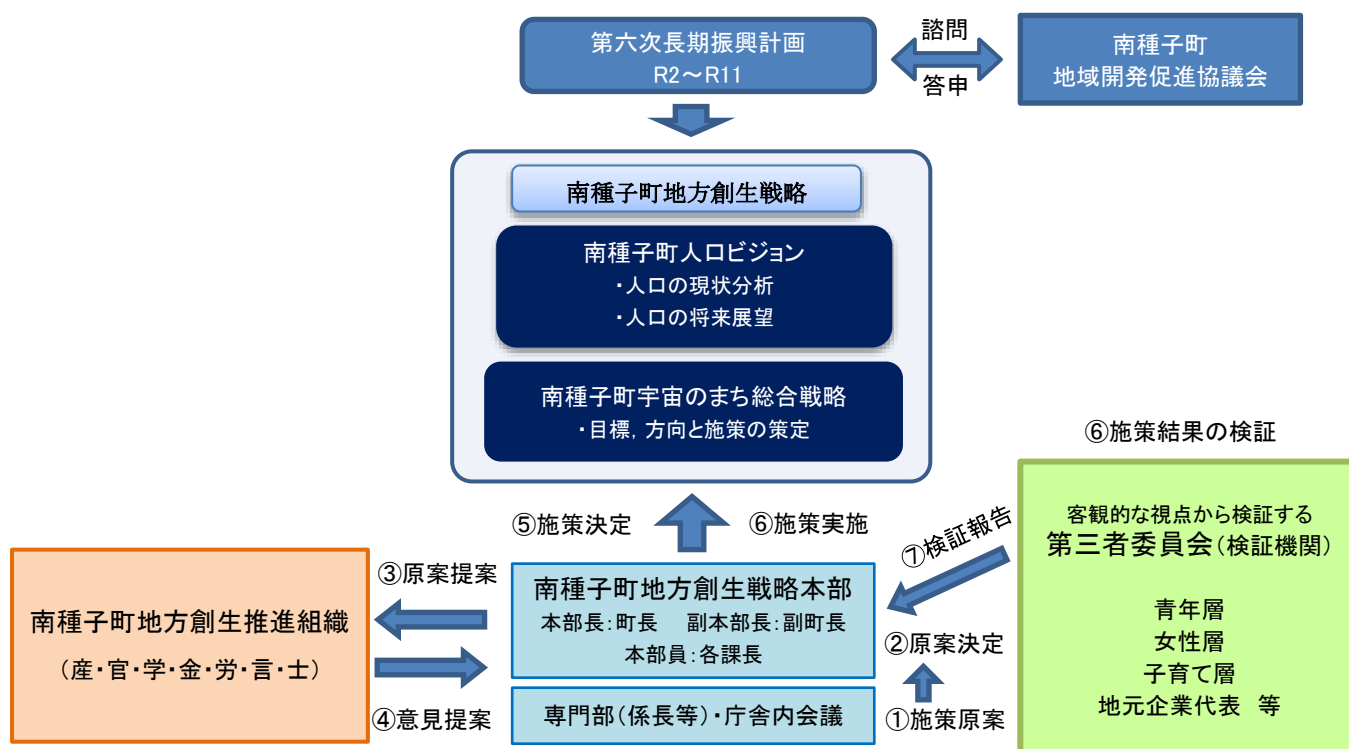 第六次長期振興計画
R2～R11
諮問
答申
南種子町
地域開発促進協議会
南種子町地方創生戦略
南種子町人口ビジョン
・人口の現状分析
・人口の将来展望
南種子町宇宙のまち総合戦略
・目標，方向と施策の策定
⑤施策決定
⑥施策実施
⑥施策結果の検証
客観的な視点から検証する
第三者委員会（検証機関）
青年層
女性層
子育て層
地元企業代表　等
⑦検証報告
③原案提案
南種子町地方創生推進組織
（産・官・学・金・労・言・士）
④意見提案
南種子町地方創生戦略本部
本部長：町長　副本部長：副町長
本部員：各課長
②原案決定
専門部（係長等）・庁舎内会議
①施策原案